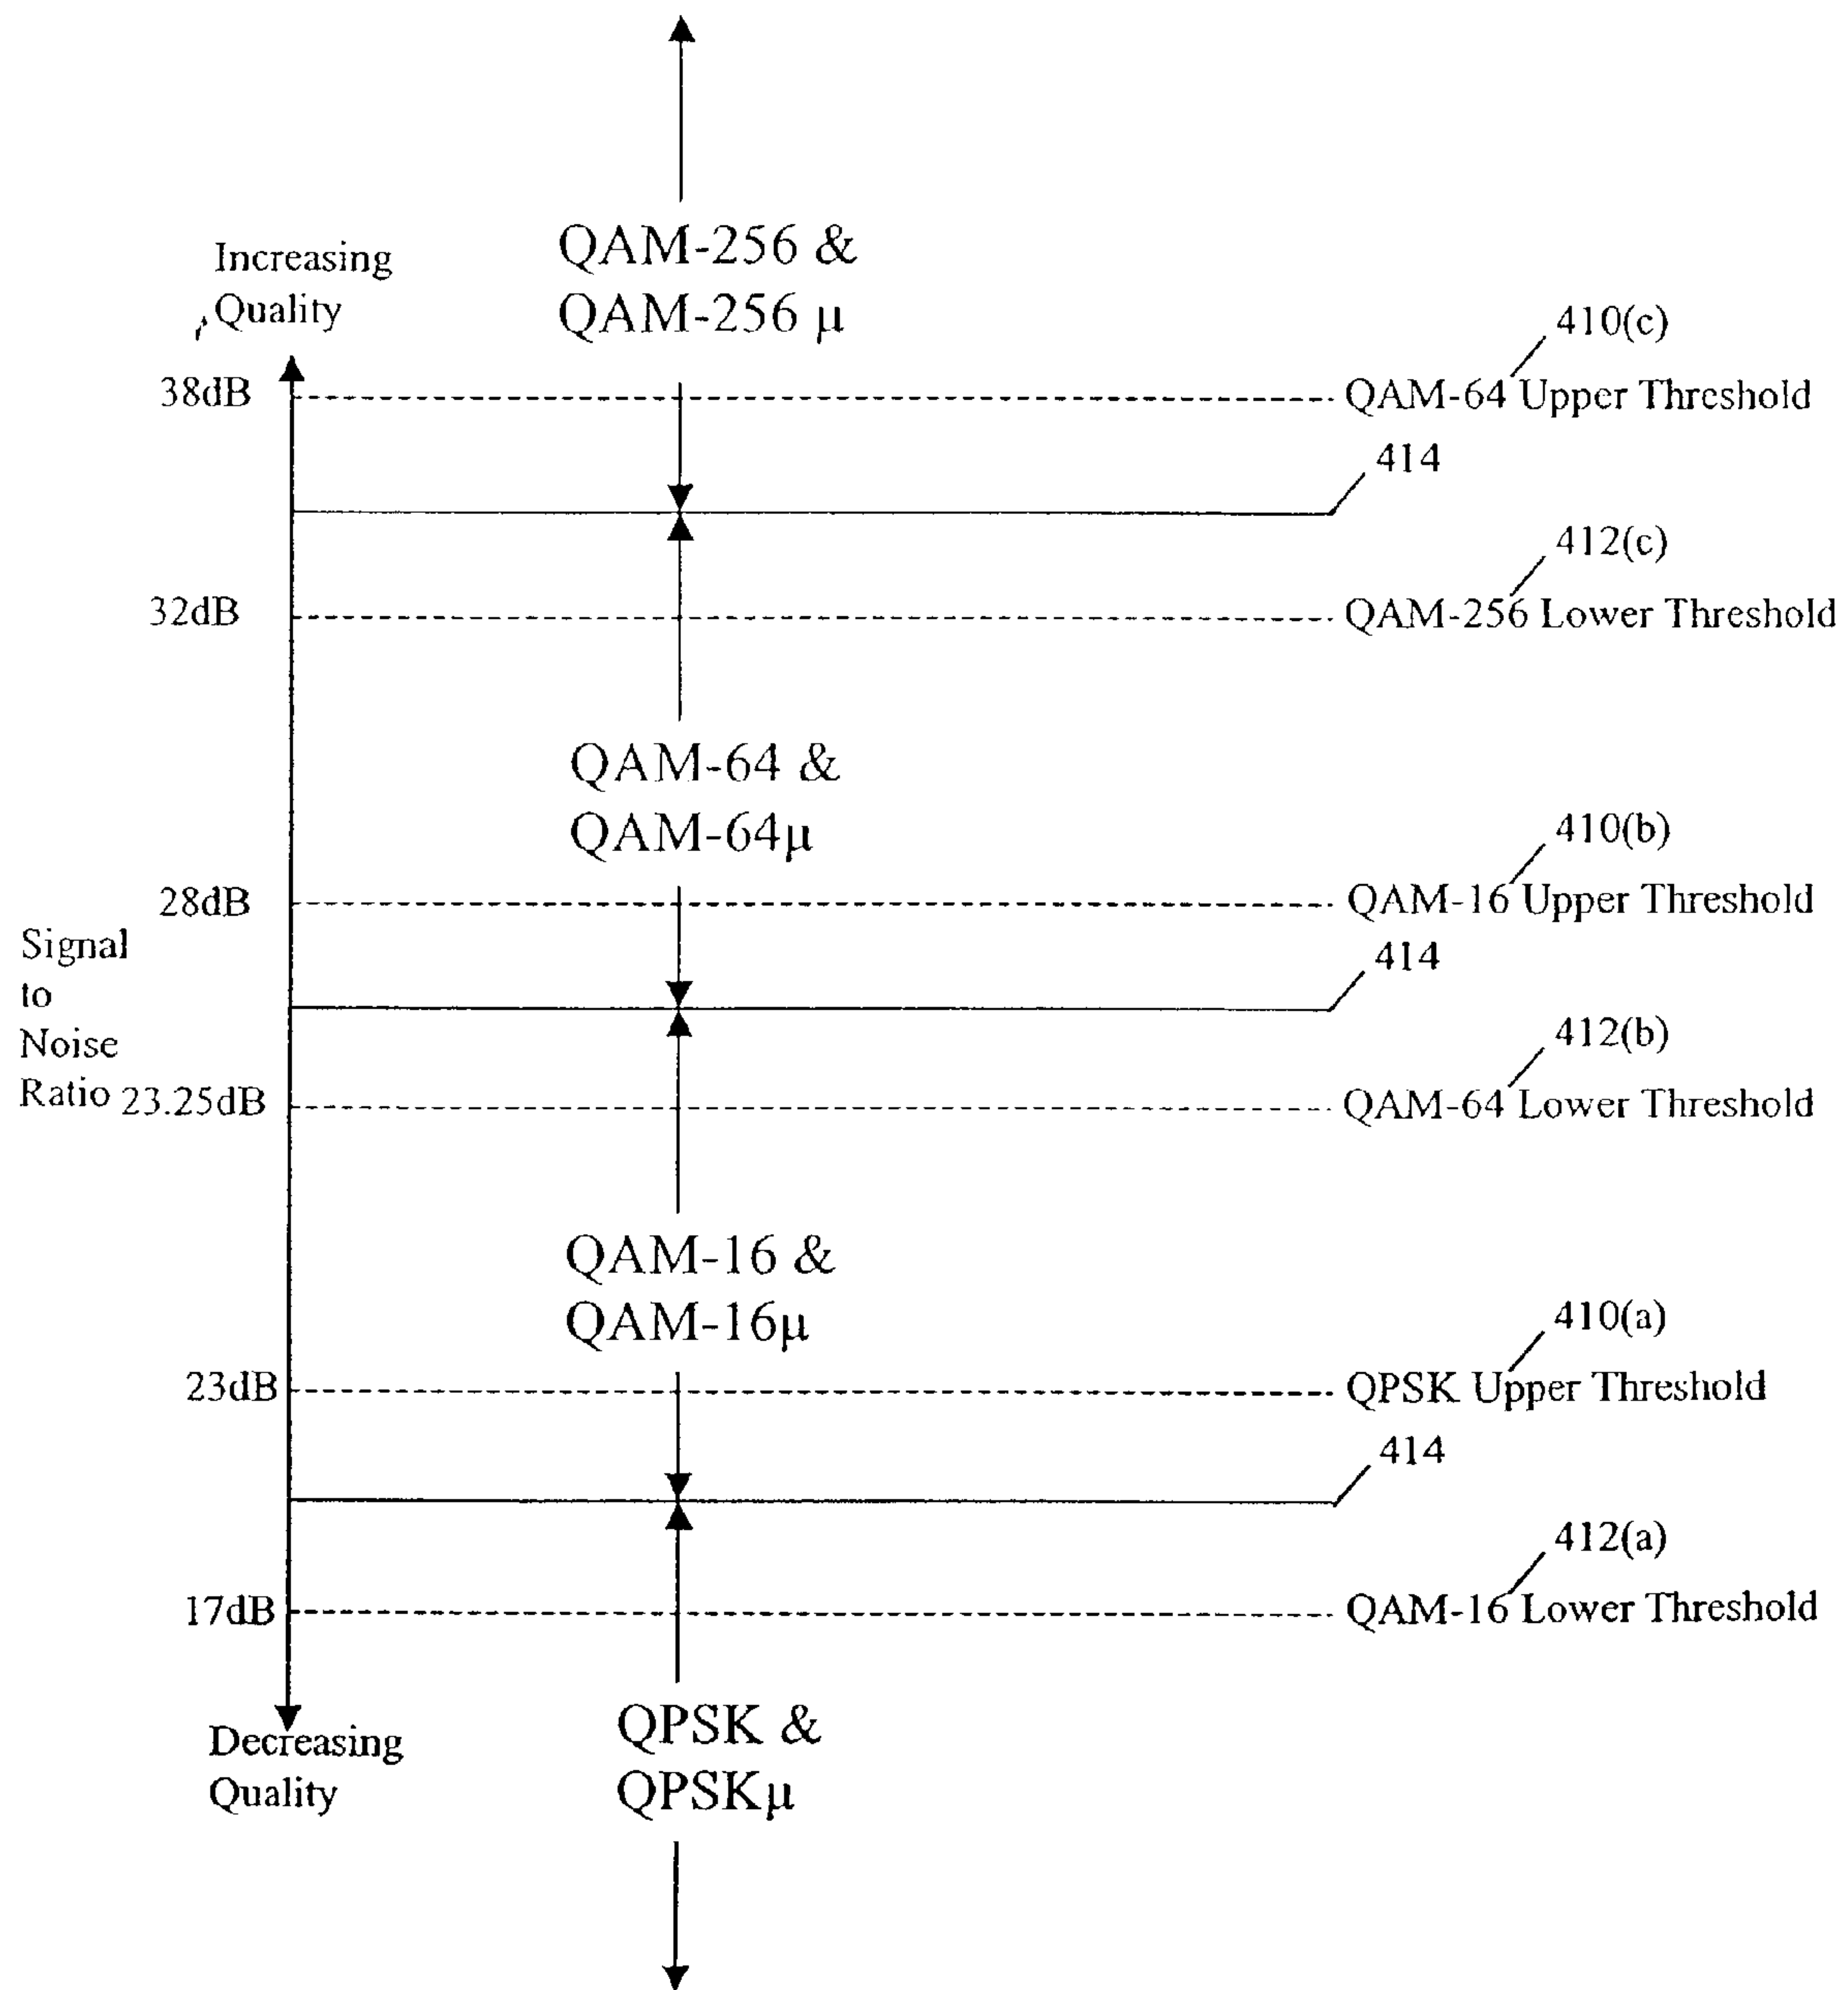 QAM-256 &
QAM-256 μ
Increasing
Quality
410(c)
38dB
QAM-64 Upper Threshold
414
412(c)
32dB
QAM-256 Lower Threshold
QAM-64 &
QAM-64μ
410(b)
28dB
QAM-16 Upper Threshold
Signal
to
Noise
Ratio
414
412(b)
23.25dB
QAM-64 Lower Threshold
QAM-16 &
QAM-16μ
410(a)
23dB
QPSK Upper Threshold
414
412(a)
17dB
QAM-16 Lower Threshold
Decreasing
Quality
QPSK &
QPSKμ